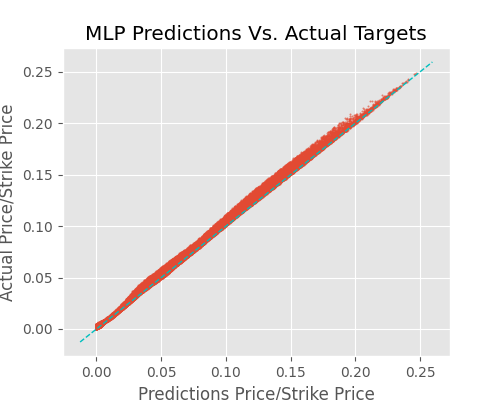 MLP Predictions Vs. Actual Targets
Actual Price/Strike Price
0.25
0.20
0.15
0.10
0.05
0.00
0.00 0.05 0.10 0.15 0.20 0.25
Predictions Price/Strike Price